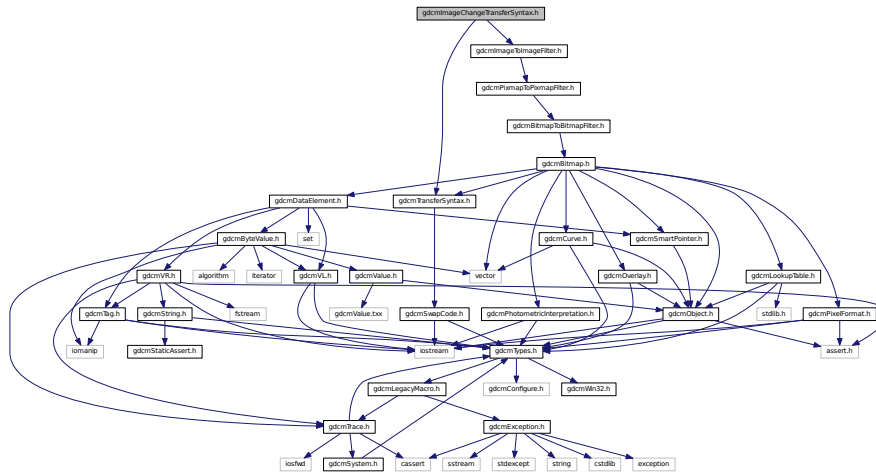 gdcmImageChangeTransferSyntax.h
gdcmImageToImageFilter.h
gdcmPixmapToPixmapFilter.h
gdcmBitmapToBitmapFilter.h
gdcmBitmap.h
gdcmDataElement.h
gdcmTransferSyntax.h
gdcmByteValue.h
set
gdcmCurve.h
gdcmSmartPointer.h
gdcmVR.h
algorithm
iterator
gdcmVL.h
gdcmValue.h
vector
gdcmOverlay.h
gdcmLookupTable.h
gdcmTag.h
gdcmString.h
fstream
gdcmValue.txx
gdcmSwapCode.h
gdcmPhotometricInterpretation.h
gdcmObject.h
stdlib.h
gdcmPixelFormat.h
iomanip
gdcmStaticAssert.h
iostream
gdcmTypes.h
assert.h
gdcmLegacyMacro.h
gdcmConfigure.h
gdcmWin32.h
gdcmTrace.h
gdcmException.h
iosfwd
gdcmSystem.h
cassert
sstream
stdexcept
string
cstdlib
exception